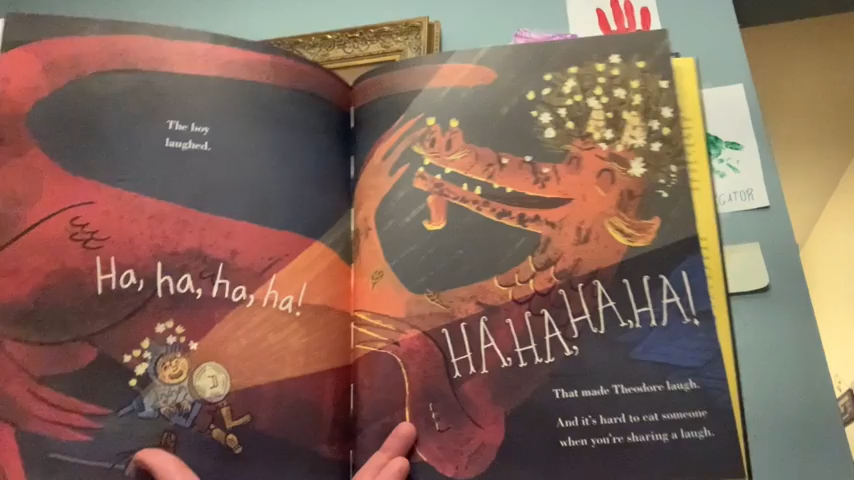 The boy
laughed.
Ha, ha, ha, ha!
HA, HA, HA, HA!
That made Theodore laugh.
And it's hard to eat someone
when you're sharing a laugh.
GATOR